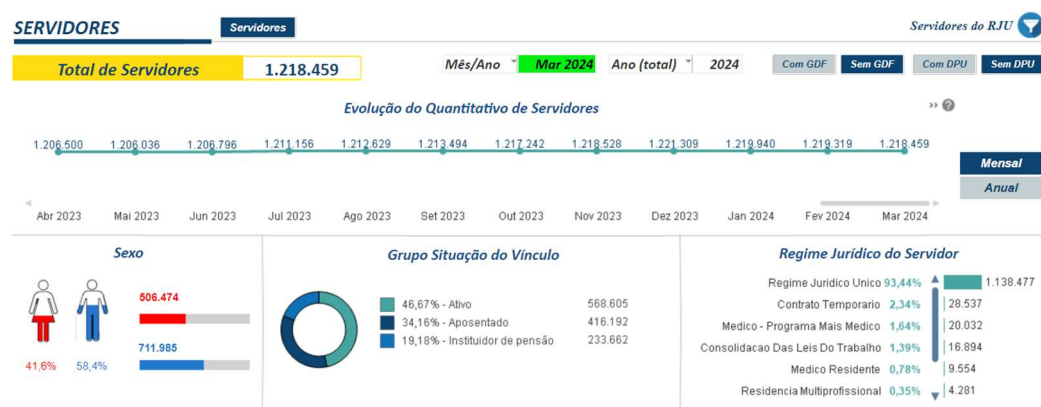 SERVIDORES
Servidores
Servidores do RJU
Total de Servidores 1.218.459
Mês/Ano Mar 2024 Ano (total) 2024
Com GDF Sem GDF Com DPU Sem DPU
Evolução do Quantitativo de Servidores
1.206.500 1.206.036 1.206.796 1.211.156 1.212.629 1.213.494 1.217.242 1.218.528 1.221.309 1.219.940 1.219.319 1.218.459
Mensal
Anual
Abr 2023 Mai 2023 Jun 2023 Jul 2023 Ago 2023 Set 2023 Out 2023 Nov 2023 Dez 2023 Jan 2024 Fev 2024 Mar 2024
Sexo
506.474
711.985
41,6% 58,4%
Grupo Situação do Vínculo
46,67% - Ativo 568.605
34,16% - Aposentado 416.192
19,18% - Instituidor de pensão 233.662
Regime Jurídico do Servidor
Regime Juridico Unico 93,44% 1.138.477
Contrato Temporario 2,34% 28.537
Medico - Programa Mais Medico 1,64% 20.032
Consolidacao Das Leis Do Trabalho 1,39% 16.894
Medico Residente 0,78% 9.554
Residencia Multiprofissional 0,35% 4.281